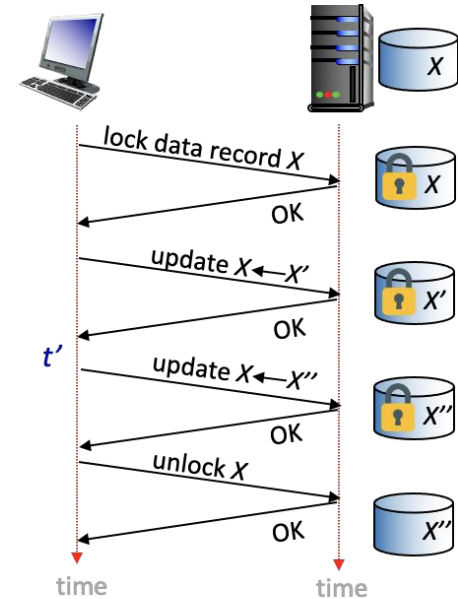 X
lock data record X
X
OK
update X←X’
X’
OK
t’
update X←X’’
X’’
OK
unlock X
X’’
OK
time
time